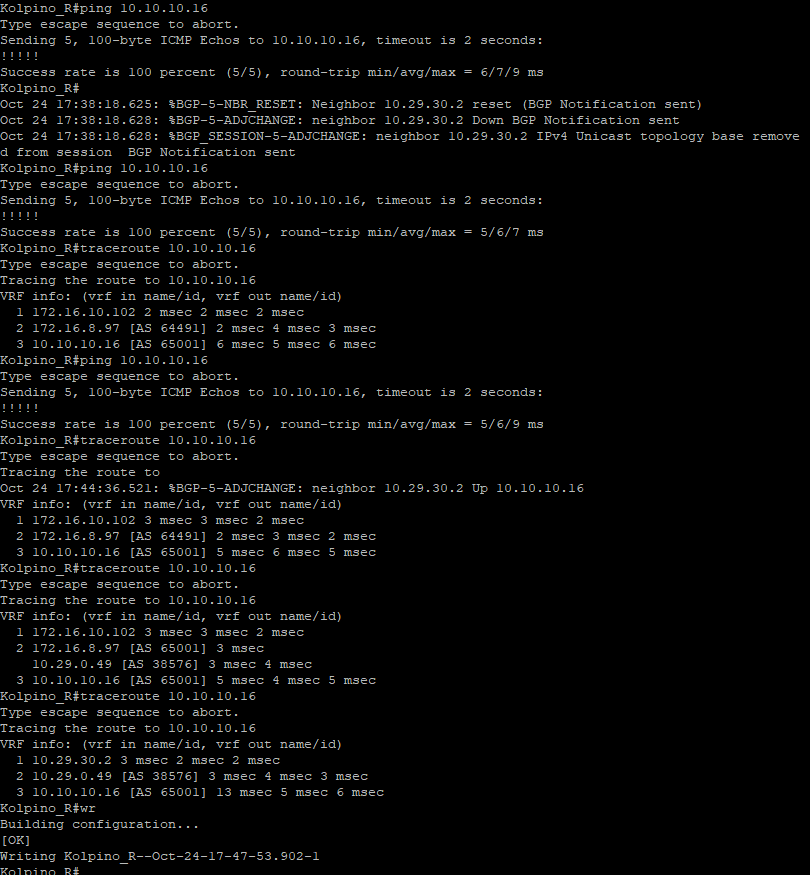 Kolpino_R#ping 10.10.10.16
Type escape sequence to abort.
Sending 5, 100-byte ICMP Echos to 10.10.10.16, timeout is 2 seconds:
!!!!!
Success rate is 100 percent (5/5), round-trip min/avg/max = 6/7/9 ms
Kolpino_R#
Oct 24 17:38:18.625: %BGP-5-NBR_RESET: Neighbor 10.29.30.2 reset (BGP Notification sent)
Oct 24 17:38:18.628: %BGP-5-ADJCHANGE: neighbor 10.29.30.2 Down BGP Notification sent
Oct 24 17:38:18.628: %BGP_SESSION-5-ADJCHANGE: neighbor 10.29.30.2 IPv4 Unicast topology base remove
d from session  BGP Notification sent
Kolpino_R#ping 10.10.10.16
Type escape sequence to abort.
Sending 5, 100-byte ICMP Echos to 10.10.10.16, timeout is 2 seconds:
!!!!!
Success rate is 100 percent (5/5), round-trip min/avg/max = 5/6/7 ms
Kolpino_R#traceroute 10.10.10.16
Type escape sequence to abort.
Tracing the route to 10.10.10.16
VRF info: (vrf in name/id, vrf out name/id)
  1 172.16.10.102 2 msec 2 msec 2 msec
  2 172.16.8.97 [AS 64491] 2 msec 4 msec 3 msec
  3 10.10.10.16 [AS 65001] 6 msec 5 msec 6 msec
Kolpino_R#ping 10.10.10.16
Type escape sequence to abort.
Sending 5, 100-byte ICMP Echos to 10.10.10.16, timeout is 2 seconds:
!!!!!
Success rate is 100 percent (5/5), round-trip min/avg/max = 5/6/9 ms
Kolpino_R#traceroute 10.10.10.16
Type escape sequence to abort.
Tracing the route to
Oct 24 17:44:36.521: %BGP-5-ADJCHANGE: neighbor 10.29.30.2 Up 10.10.10.16
VRF info: (vrf in name/id, vrf out name/id)
  1 172.16.10.102 3 msec 3 msec 2 msec
  2 172.16.8.97 [AS 64491] 2 msec 3 msec 2 msec
  3 10.10.10.16 [AS 65001] 5 msec 6 msec 5 msec
Kolpino_R#traceroute 10.10.10.16
Type escape sequence to abort.
Tracing the route to 10.10.10.16
VRF info: (vrf in name/id, vrf out name/id)
  1 172.16.10.102 3 msec 3 msec 2 msec
  2 172.16.8.97 [AS 65001] 3 msec
    10.29.0.49 [AS 38576] 3 msec 4 msec
  3 10.10.10.16 [AS 65001] 5 msec 4 msec 5 msec
Kolpino_R#traceroute 10.10.10.16
Type escape sequence to abort.
Tracing the route to 10.10.10.16
VRF info: (vrf in name/id, vrf out name/id)
  1 10.29.30.2 3 msec 2 msec 2 msec
  2 10.29.0.49 [AS 38576] 3 msec 4 msec 3 msec
  3 10.10.10.16 [AS 65001] 13 msec 5 msec 6 msec
Kolpino_R#wr
Building configuration...
[OK]
Writing Kolpino_R--Oct-24-17-47-53.902-1
Kolpino_R#